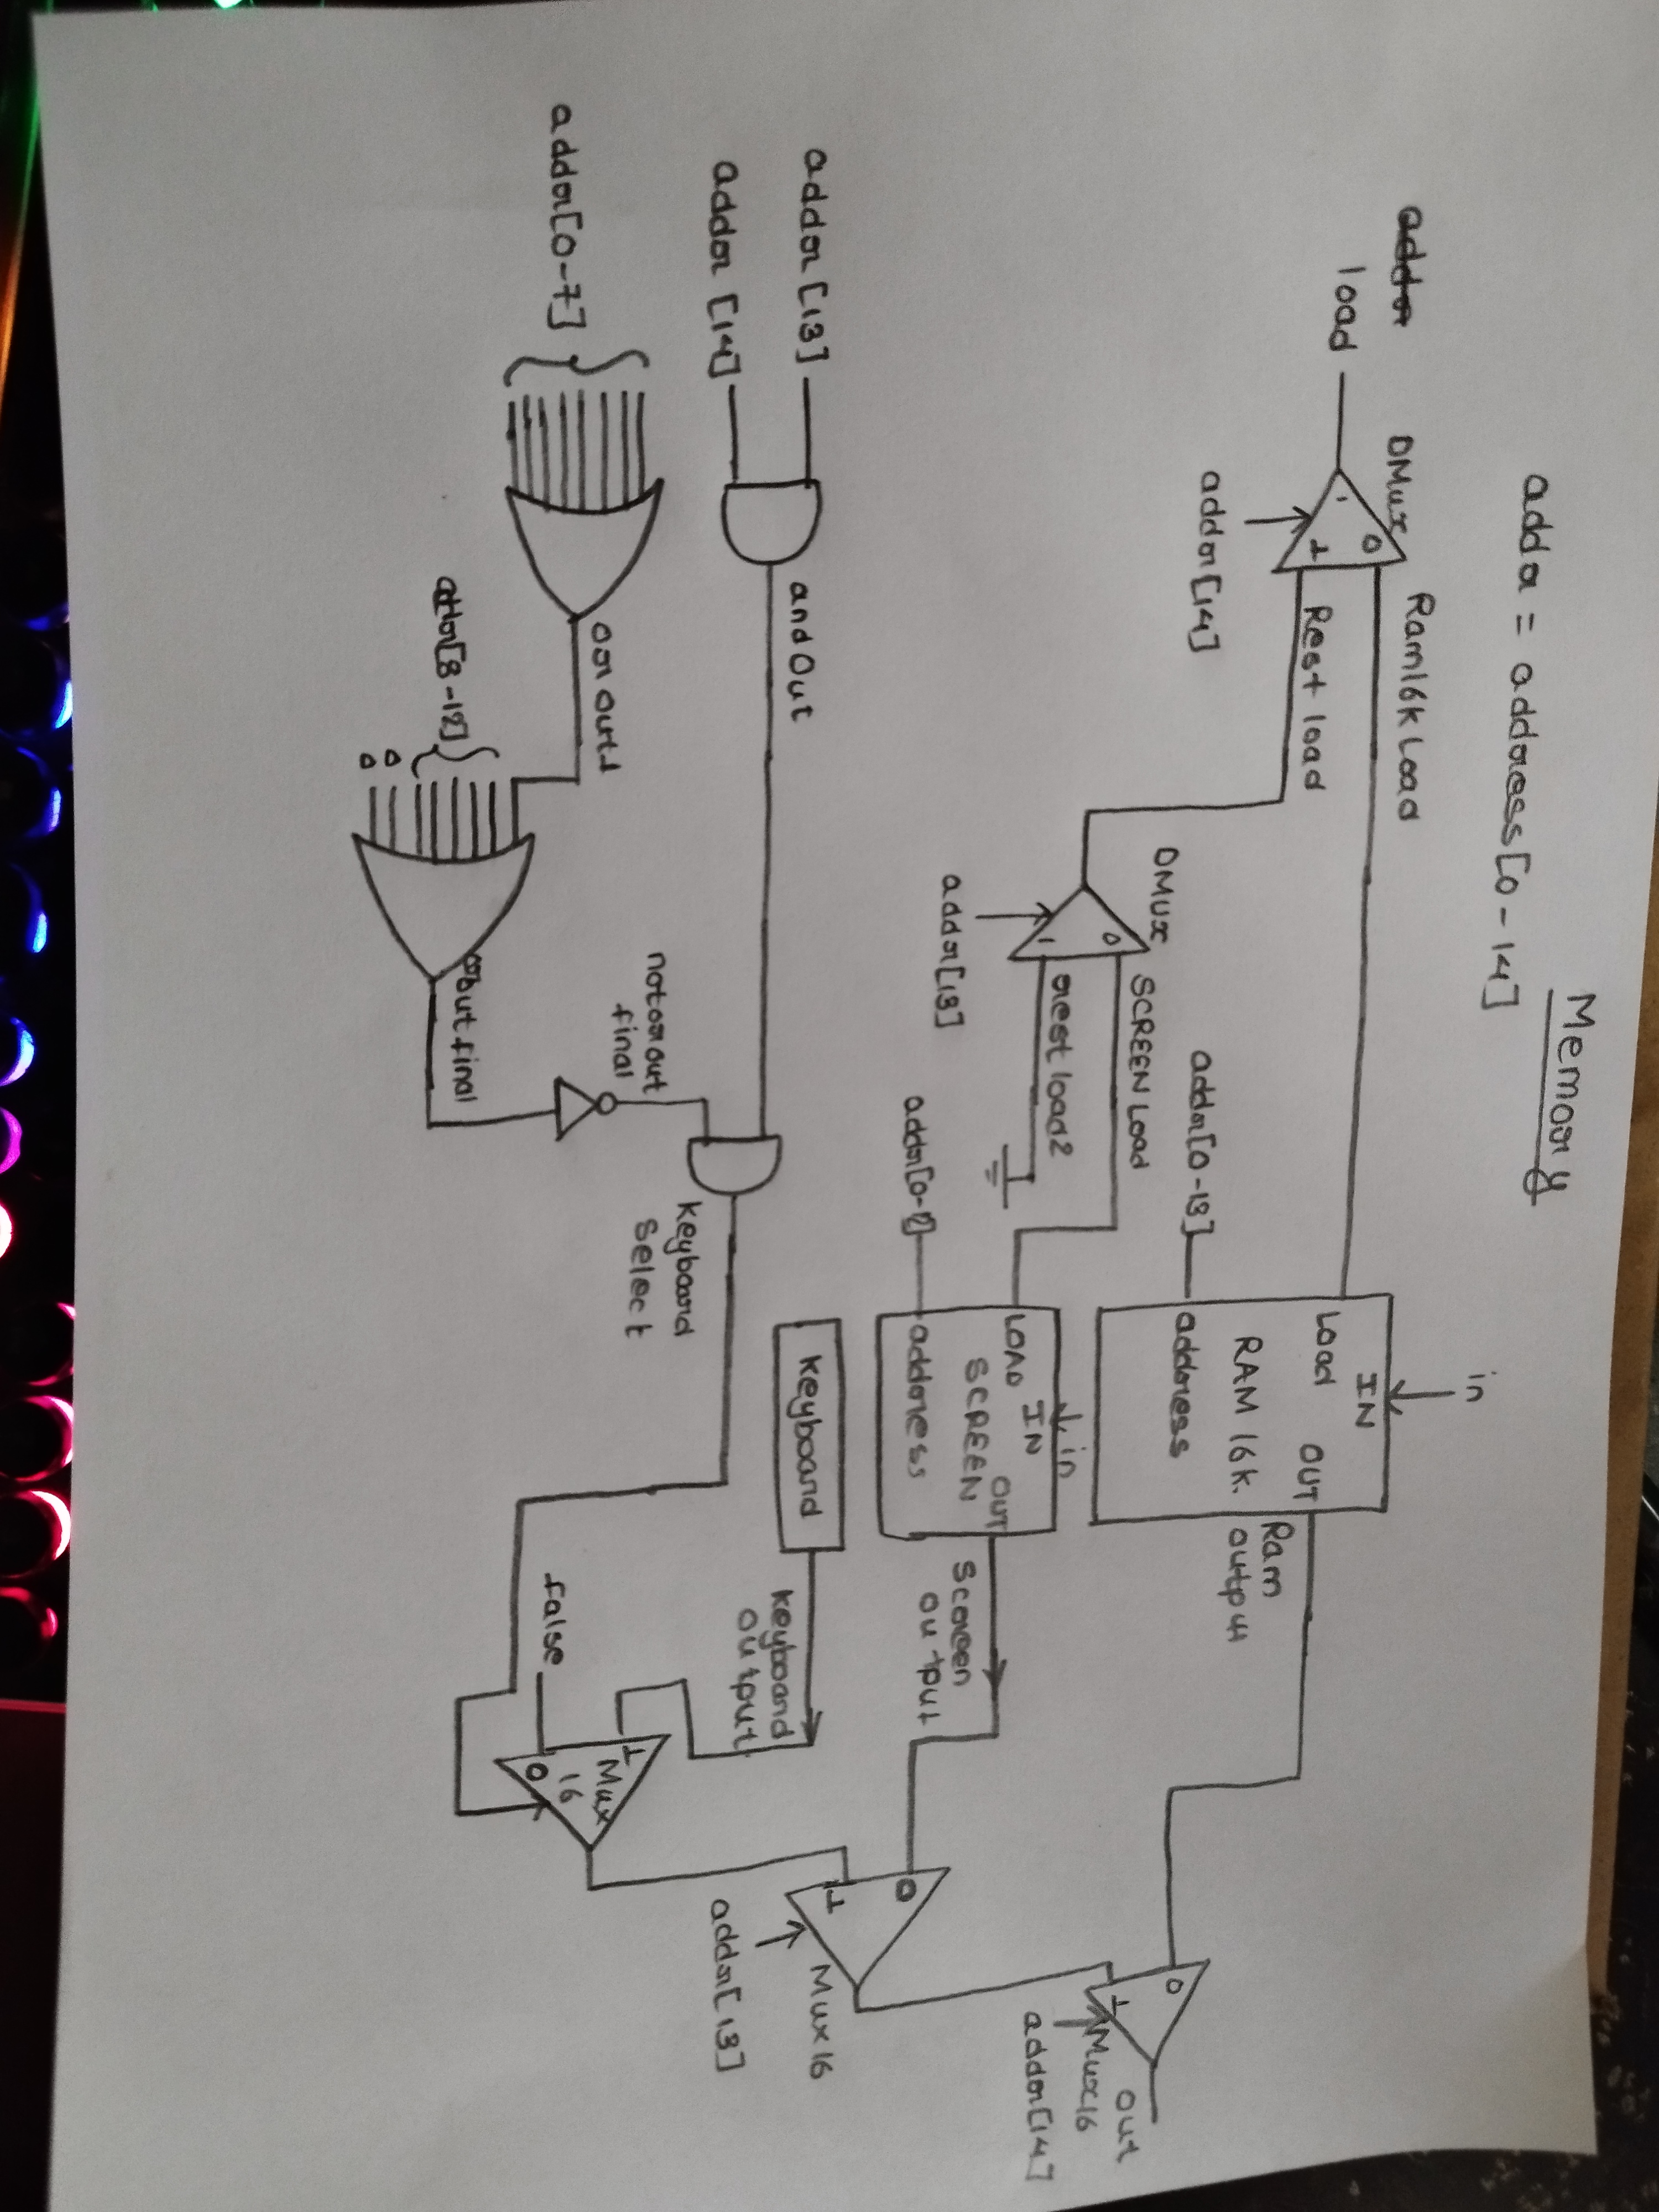 Memory
addr = address[0-14]
in
addr
DMux
Ram16k Load
load
0
1
Rest load
addr[14]
IN
Load
OUT
RAM 16k.
address
Ram
output
addr[0-13]
0
1
out
Mux16
addr[14]
DMux
SCREEN Load
0
1
rest load2
addr[13]
in
IN
LOAD
OUT
SCREEN
address
Screen
output
0
1
Mux16
addr[13]
addr[13]
addr [14]
andOut
keyboard
keyboard
output
keyboard
select
notorout
final
addr[0-7]
or out1
addr[8-12]
orout final
0
0
1
Mux
16
false
0